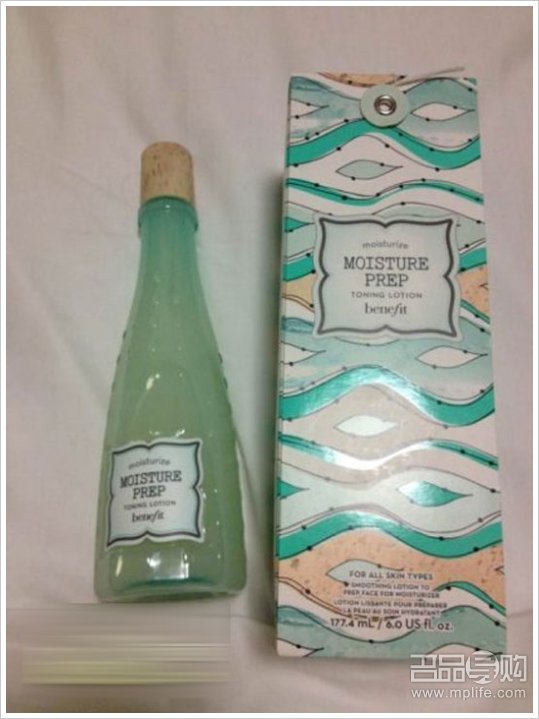 moisturize
MOISTURE
PREP
TONING LOTION
benefit
moisturize
MOISTURE
PREP
TONING LOTION
benefit
FOR ALL SKIN TYPES
SMOOTHING LOTION TO
PREP FACE FOR MOISTURIZER
LOTION LISSANTE POUR PRÉPARER
LA PEAU AU SOIN HYDRATANT
177.4 mL / 6.0 US fl. oz.
名品导购
www.mplife.com